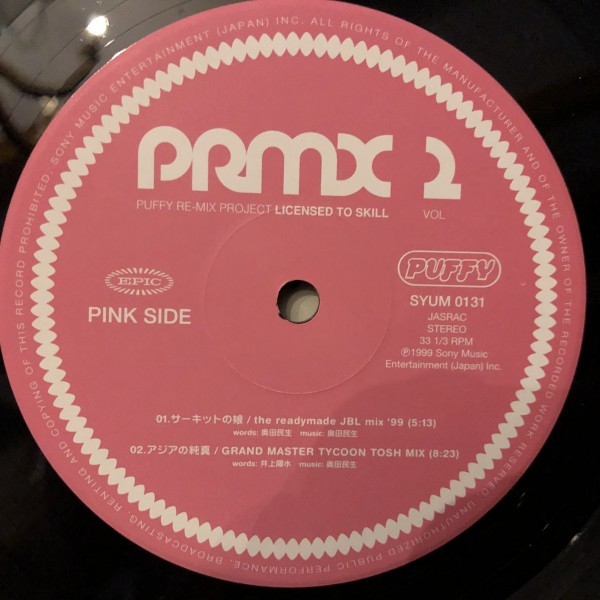 SONY MUSIC ENTERTAINMENT (JAPAN) INC. ALL RIGHTS OF THE MANUFACTURER AND OF THE OWNER OF THE RECORDED WORK RESERVED. UNAUTHORIZED PUBLIC PERFORMANCE, BROADCASTING, RENTING AND COPYING OF THIS RECORD PROHIBITED.
PRMX 2
PUFFY RE-MIX PROJECT LICENSED TO SKILL VOL
EPIC
PUFFY
PINK SIDE
SYUM 0131
JASRAC
STEREO
33 1/3 RPM
℗1999 Sony Music
Entertainment (Japan) Inc.
01.サーキットの娘 / the readymade JBL mix '99 (5:13)
words: 奥田民生 music: 奥田民生
02.アジアの純真 / GRAND MASTER TYCOON TOSH MIX (8:23)
words: 井上陽水 music: 奥田民生